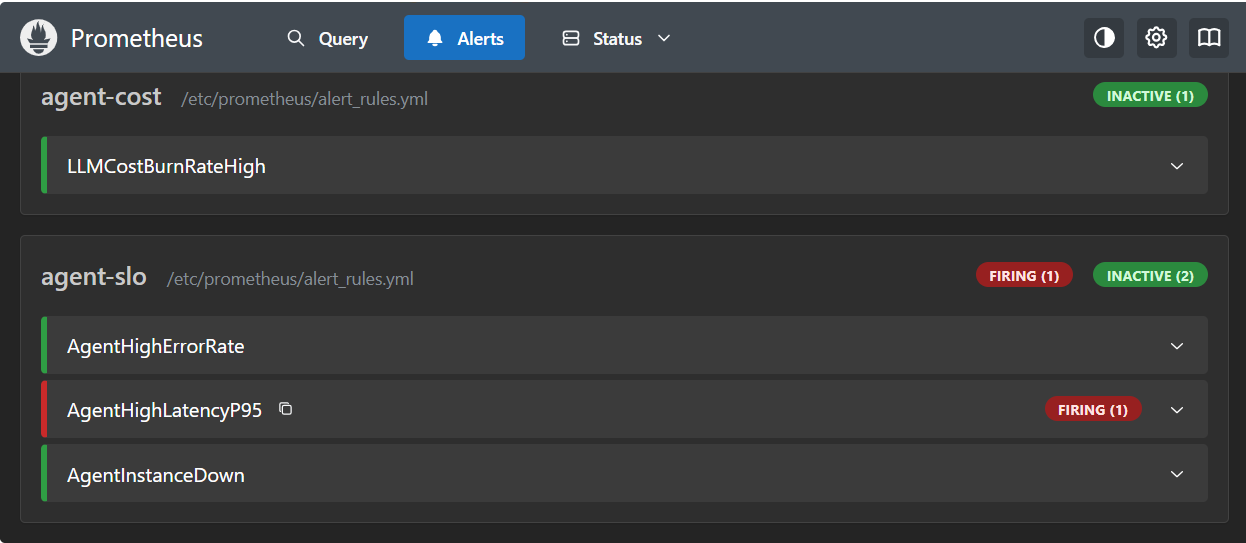 Prometheus Query Alerts Status
agent-cost /etc/prometheus/alert_rules.yml INACTIVE (1)
LLMCostBurnRateHigh
agent-slo /etc/prometheus/alert_rules.yml FIRING (1) INACTIVE (2)
AgentHighErrorRate
AgentHighLatencyP95 FIRING (1)
AgentInstanceDown